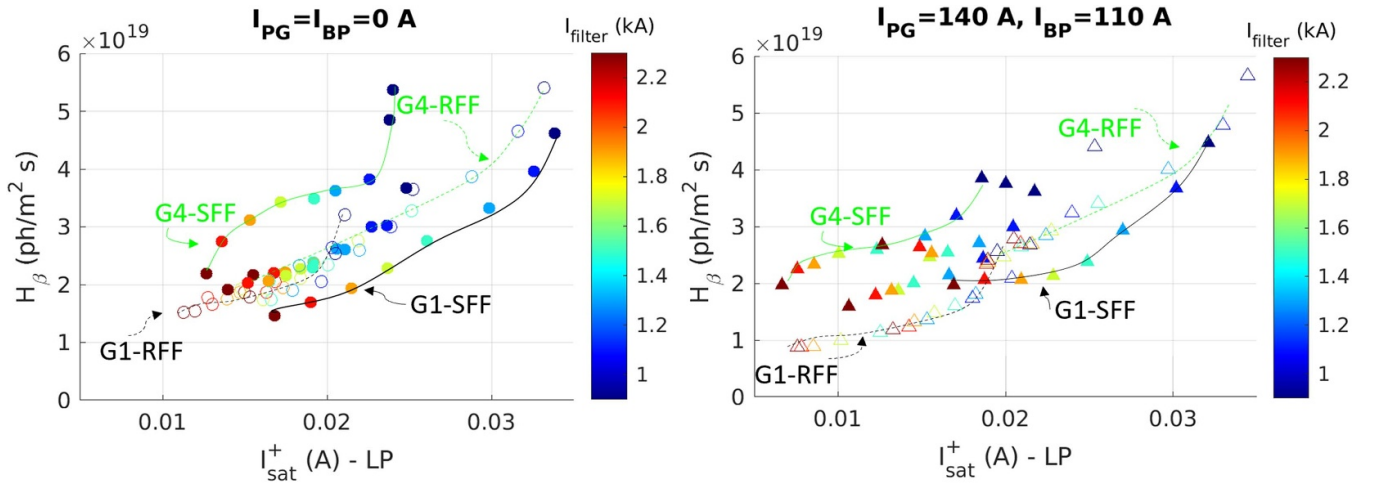 I_PG=I_BP=0 A
×10^19
I_filter (kA)
6
5
4
3
2
1
0
0.01
0.02
0.03
H_β (ph/m^2 s)
I^+_sat (A) - LP
G4-RFF
G4-SFF
G1-SFF
G1-RFF
2.2
2
1.8
1.6
1.4
1.2
1
I_PG=140 A, I_BP=110 A
×10^19
I_filter (kA)
6
5
4
3
2
1
0
0.01
0.02
0.03
H_β (ph/m^2 s)
I^+_sat (A) - LP
G4-RFF
G4-SFF
G1-SFF
G1-RFF
2.2
2
1.8
1.6
1.4
1.2
1